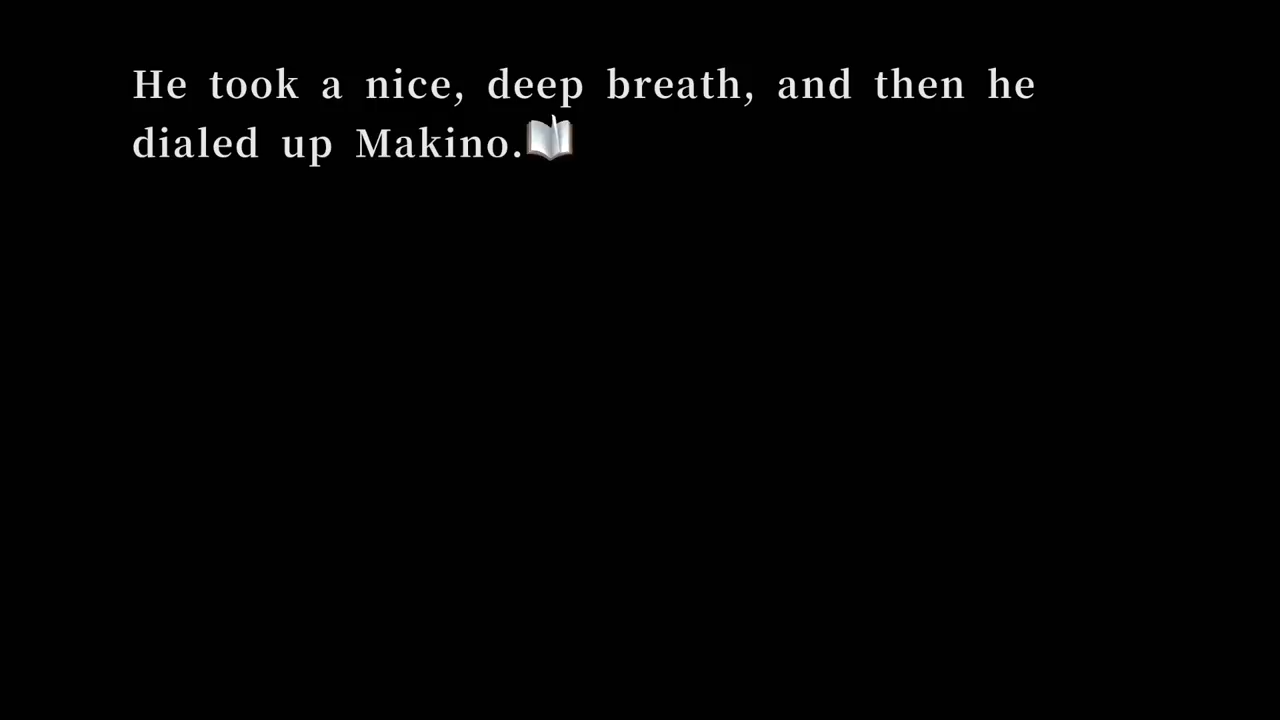 He took a nice, deep breath, and then he
dialed up Makino.